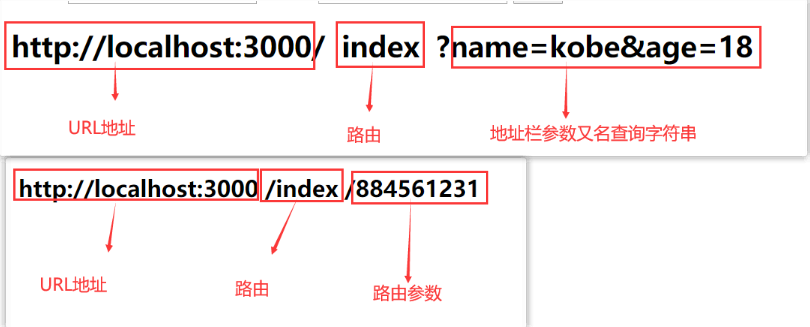 http://localhost:3000/ index ?name=kobe&age=18
URL地址 路由 地址栏参数又名查询字符串
http://localhost:3000 /index /884561231
URL地址 路由 路由参数